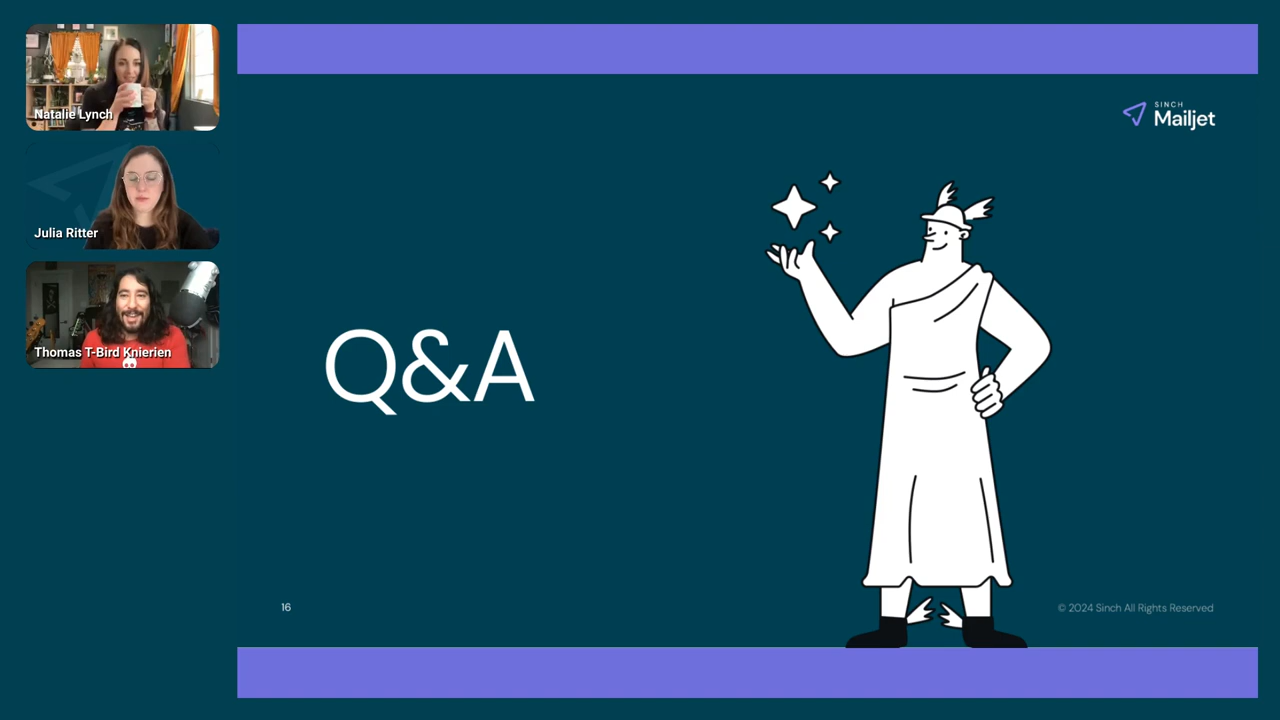 Natalie Lynch
Julia Ritter
Thomas T-Bird Knierien
SINCH
Mailjet
Q&A
16
© 2024 Sinch All Rights Reserved